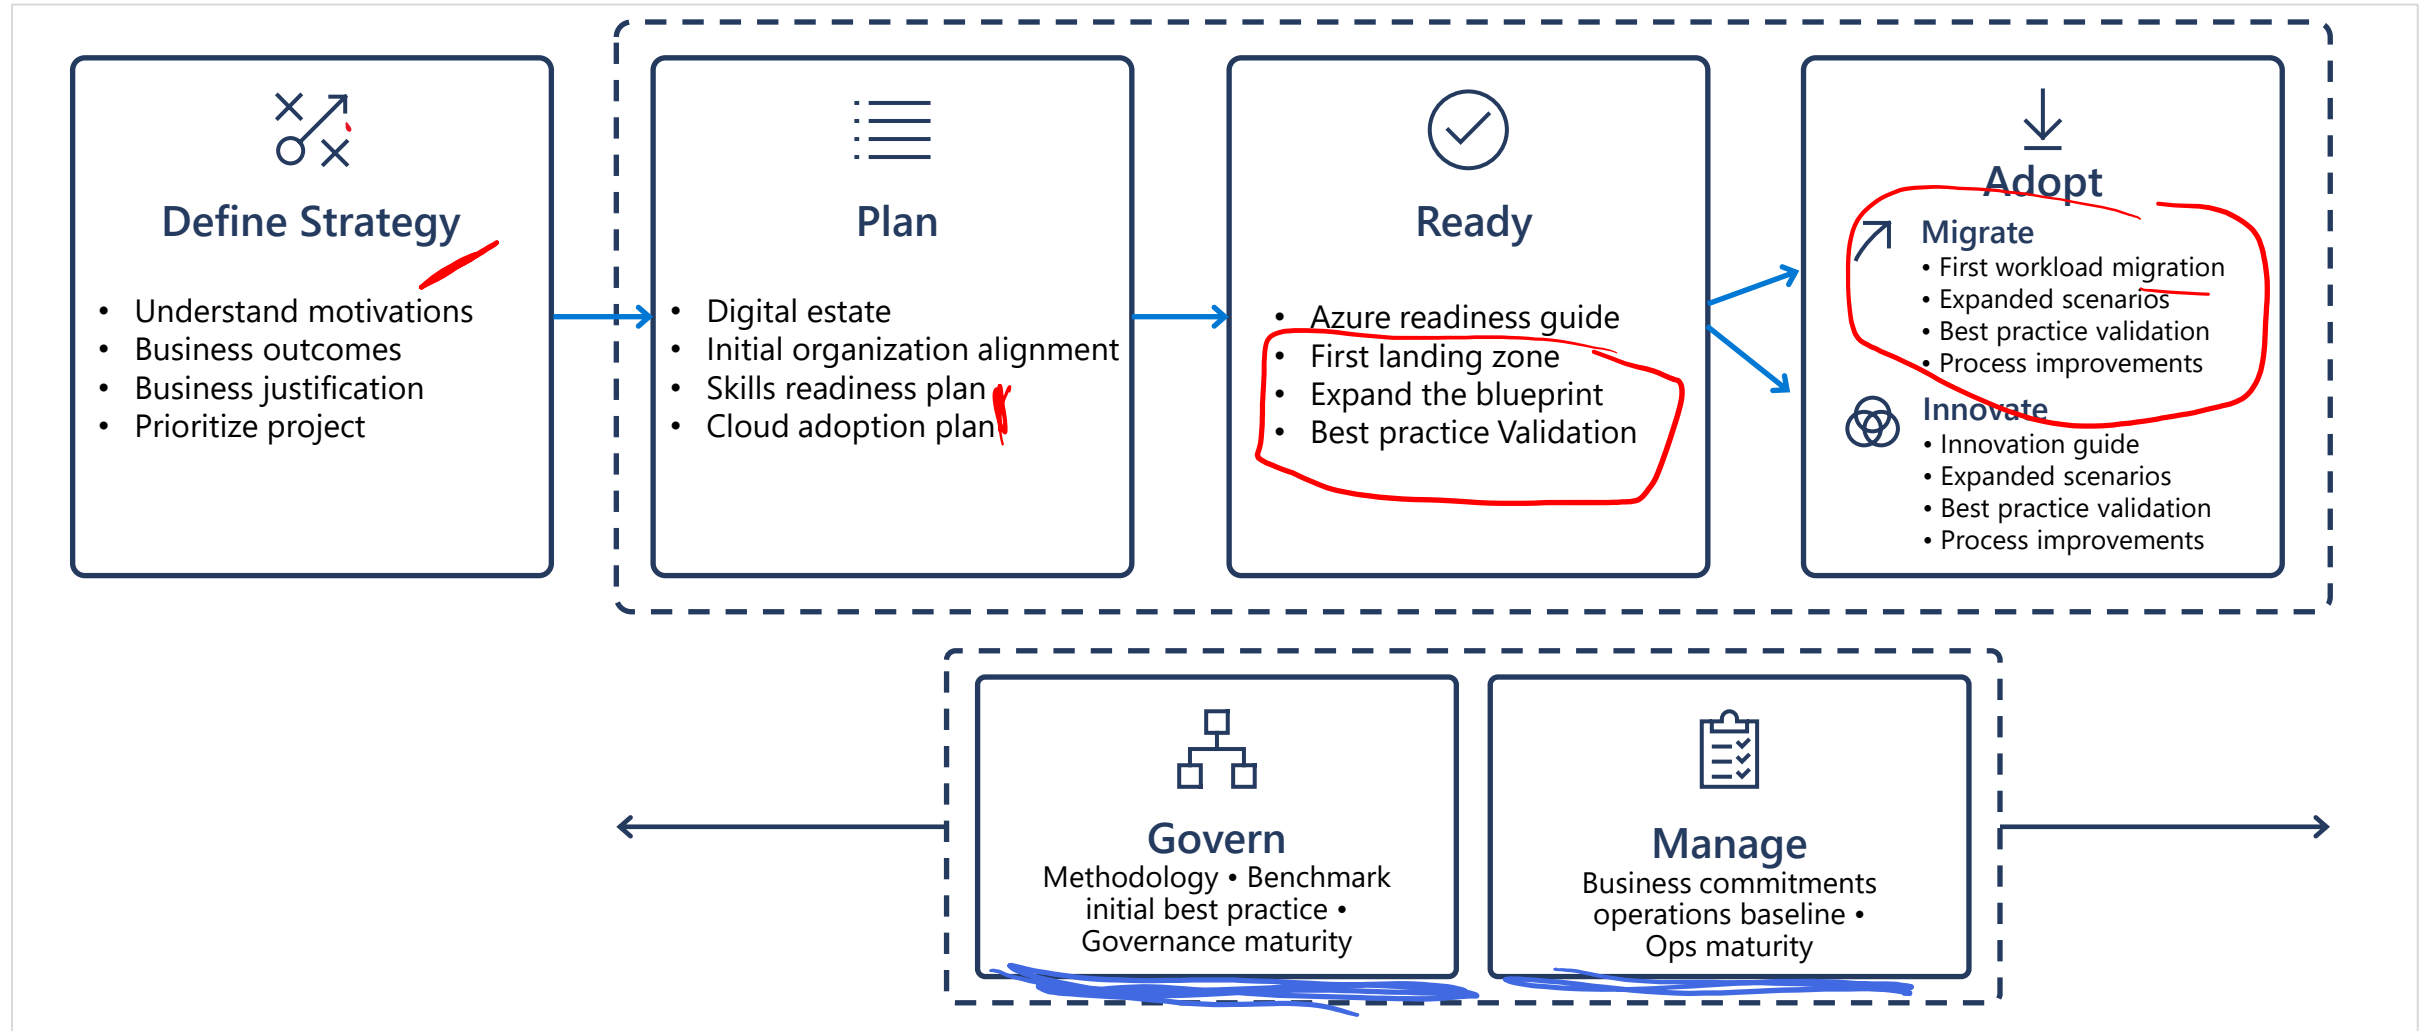 Define Strategy
• Understand motivations
• Business outcomes
• Business justification
• Prioritize project
Plan
• Digital estate
• Initial organization alignment
• Skills readiness plan
• Cloud adoption plan
Ready
• Azure readiness guide
• First landing zone
• Expand the blueprint
• Best practice Validation
Adopt
Migrate
• First workload migration
• Expanded scenarios
• Best practice validation
• Process improvements
Innovate
• Innovation guide
• Expanded scenarios
• Best practice validation
• Process improvements
Govern
Methodology • Benchmark
initial best practice •
Governance maturity
Manage
Business commitments
operations baseline •
Ops maturity